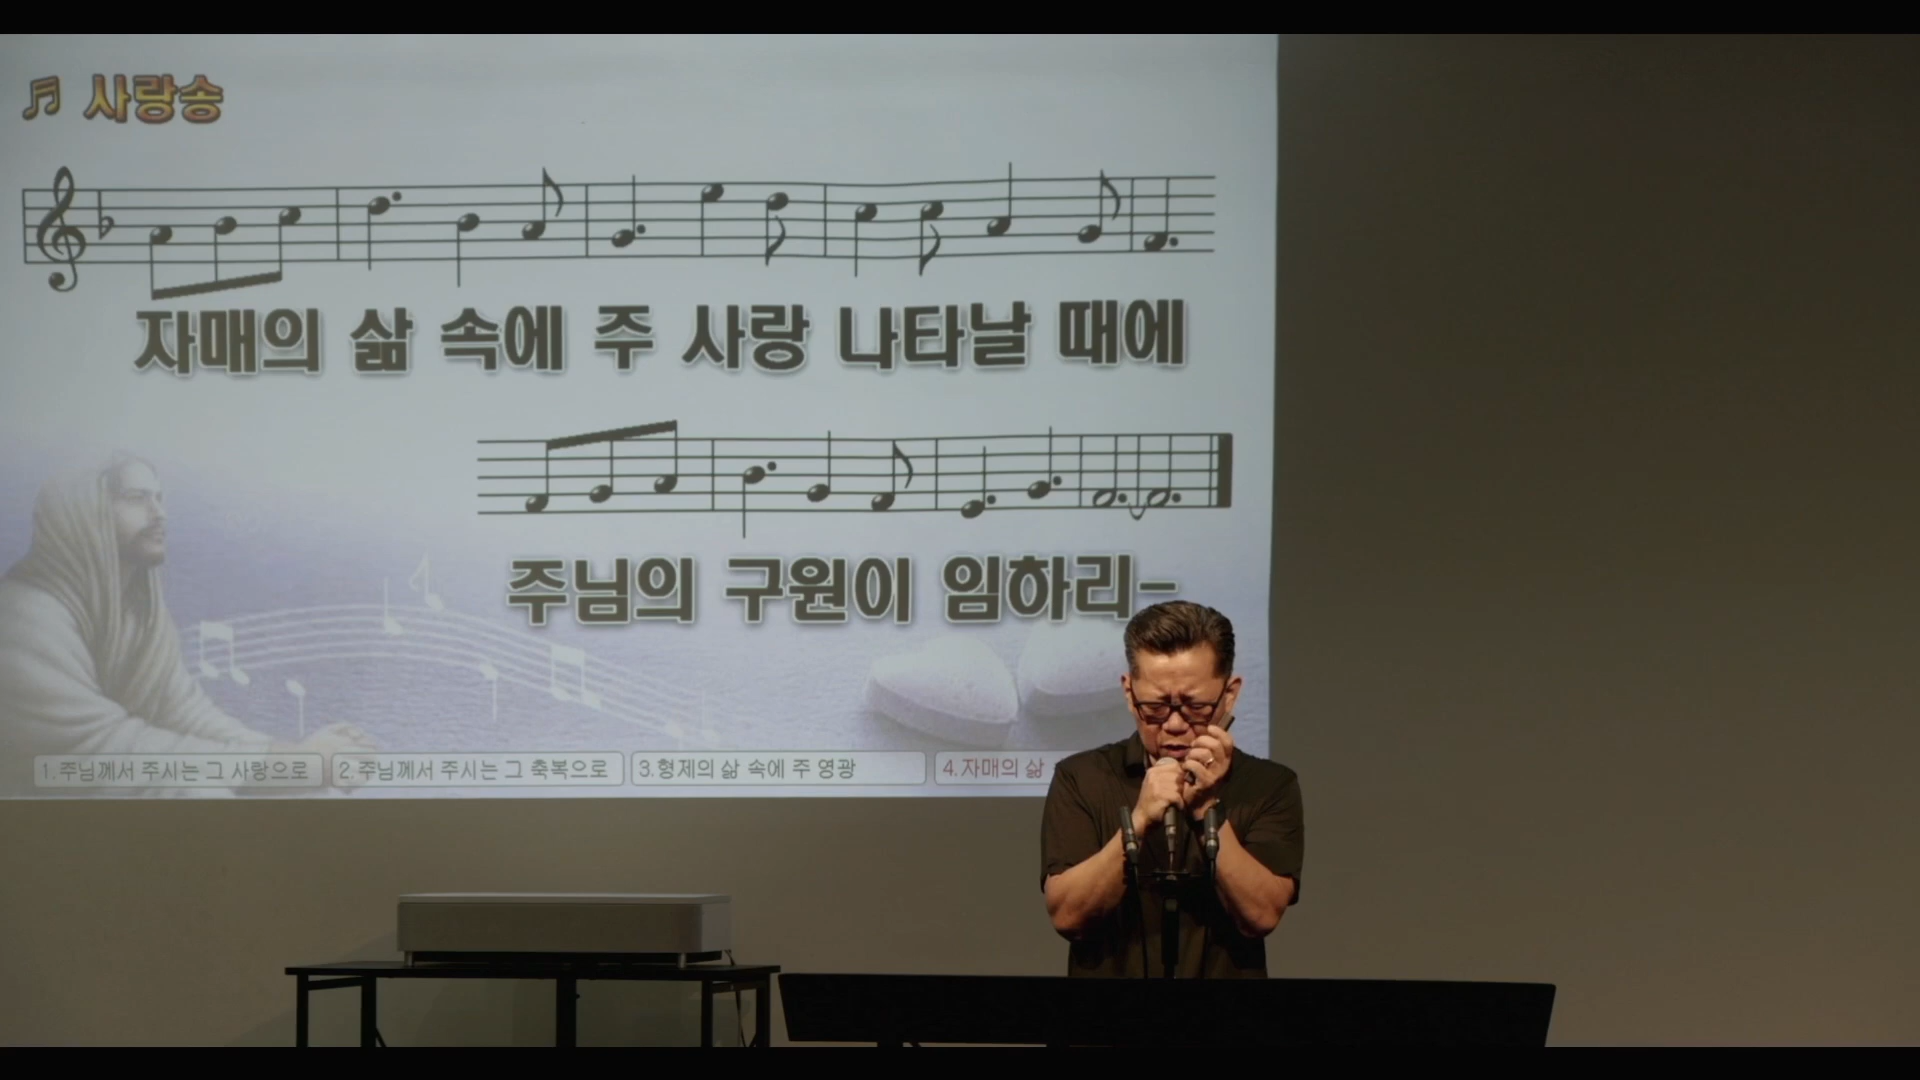 사랑송
자매의 삶 속에 주 사랑 나타날 때에
주님의 구원이 임하리-
1.주님께서 주시는 그 사랑으로
2.주님께서 주시는 그 축복으로
3.형제의 삶 속에 주 영광
4.자매의 삶